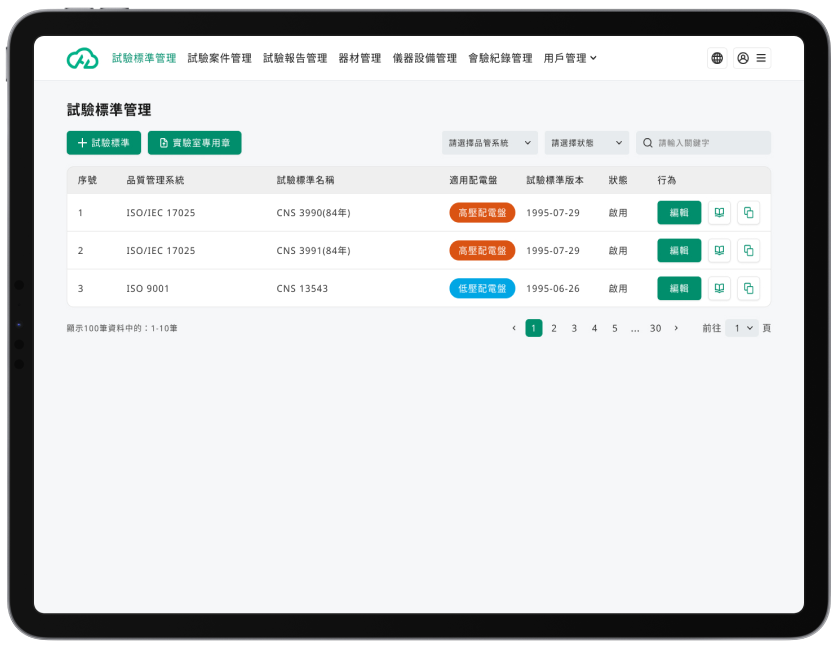 試驗標準管理 試驗案件管理 試驗報告管理 器材管理 儀器設備管理 會驗紀錄管理 用戶管理
試驗標準管理
試驗標準 實驗室專用章 請選擇品管系統 請選擇狀態 請輸入關鍵字
序號 品質管理系統 試驗標準名稱 適用配電盤 試驗標準版本 狀態 行為
1 ISO/IEC 17025 CNS 3990(84年) 高壓配電盤 1995-07-29 啟用 編輯
2 ISO/IEC 17025 CNS 3991(84年) 高壓配電盤 1995-07-29 啟用 編輯
3 ISO 9001 CNS 13543 低壓配電盤 1995-06-26 啟用 編輯
顯示100筆資料中的：1-10筆 1 2 3 4 5 ... 30 前往 1 頁